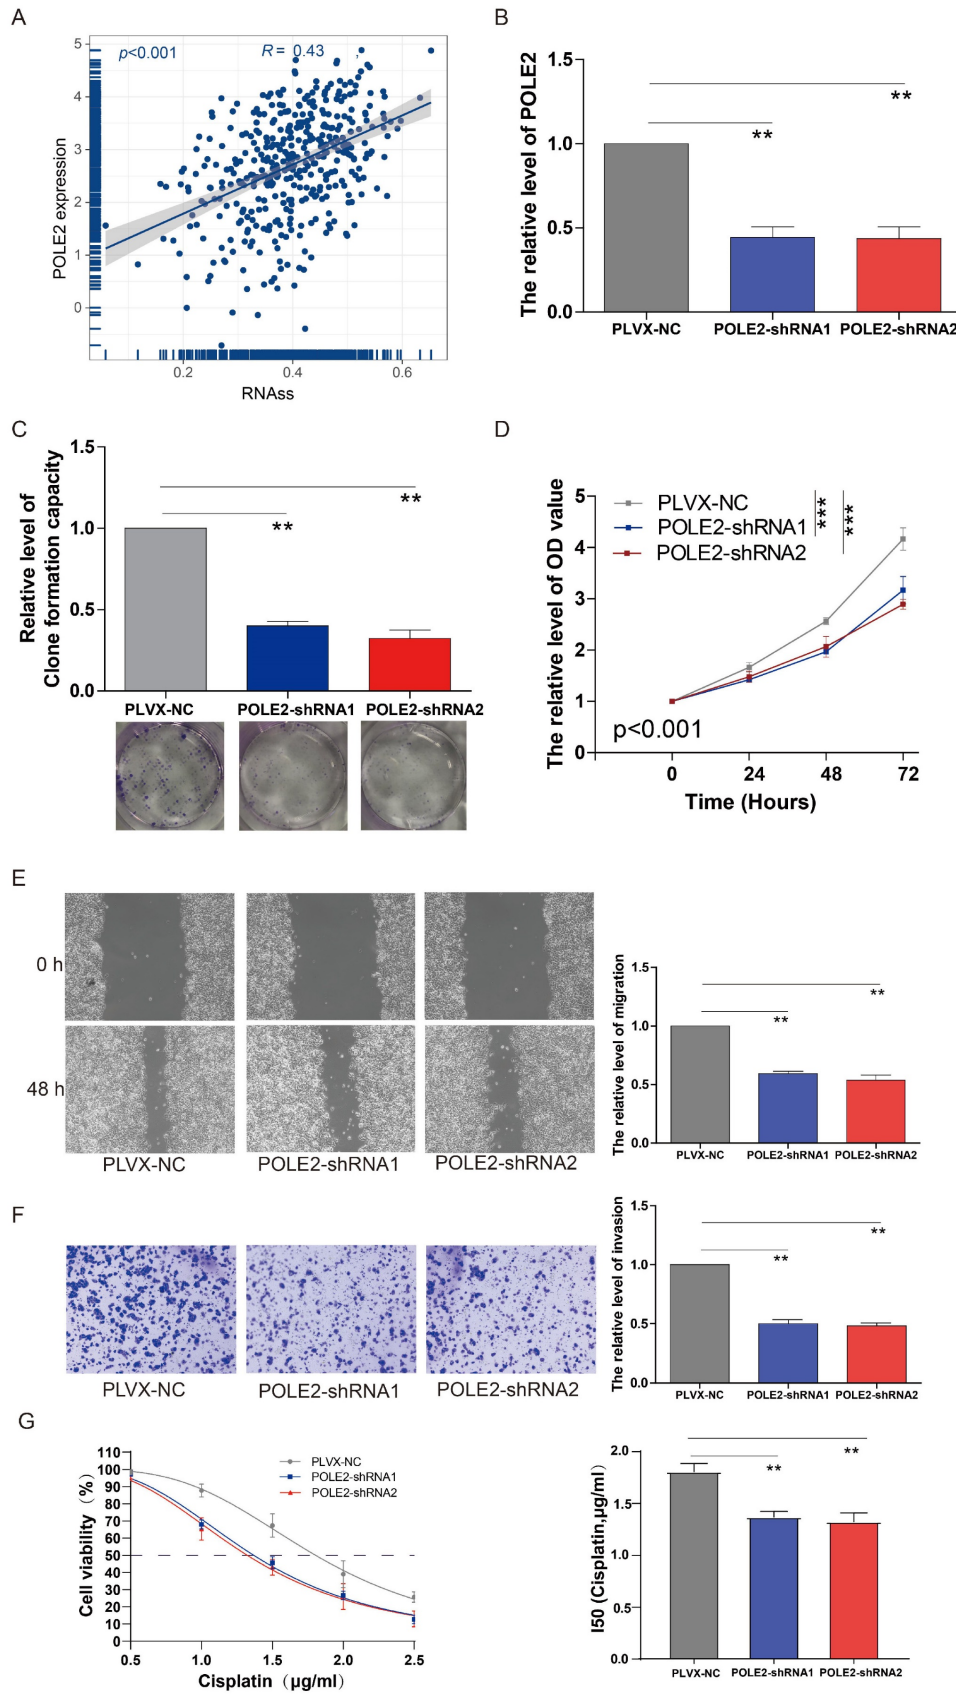 A
p<0.001
R = 0.43 ,
POLE2 expression
5
4
3
2
1
0
0.2
0.4
0.6
RNAss
B
The relative level of POLE2
1.5
1.0
0.5
0.0
**
**
PLVX-NC
POLE2-shRNA1
POLE2-shRNA2
C
Relative level of
Clone formation capacity
1.5
1.0
0.5
0.0
**
**
PLVX-NC
POLE2-shRNA1
POLE2-shRNA2
D
The relative level of OD value
5
4
3
2
1
0
PLVX-NC
POLE2-shRNA1
POLE2-shRNA2
***
***
p<0.001
0
24
48
72
Time (Hours)
E
0 h
48 h
PLVX-NC
POLE2-shRNA1
POLE2-shRNA2
The relative level of migration
1.5
1.0
0.5
0.0
**
**
PLVX-NC
POLE2-shRNA1
POLE2-shRNA2
F
PLVX-NC
POLE2-shRNA1
POLE2-shRNA2
The relative level of invasion
1.5
1.0
0.5
0.0
**
**
PLVX-NC
POLE2-shRNA1
POLE2-shRNA2
G
Cell viability（%）
110
100
90
80
70
60
50
40
30
20
10
0
PLVX-NC
POLE2-shRNA1
POLE2-shRNA2
0.5
1.0
1.5
2.0
2.5
Cisplatin（μg/ml）
I50 (Cisplatin,μg/ml)
2.0
1.5
1.0
0.5
0.0
**
**
PLVX-NC
POLE2-shRNA1
POLE2-shRNA2